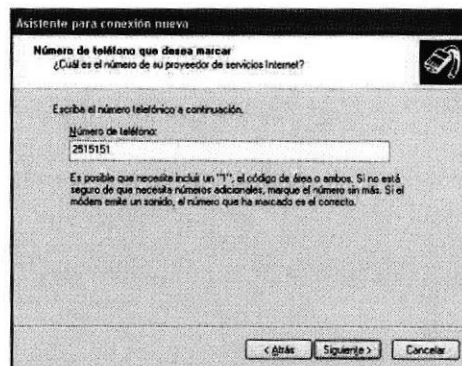 Asistente para conexión nueva
Número de teléfono que desea marcar
¿Cuál es el número de su proveedor de servicios Internet?
Escriba el número telefónico a continuación.
Número de teléfono:
2515151
Es posible que necesite incluir un "1", el código de área o ambos. Si no está
seguro de que necesita números adicionales, marque el número sin más. Si el
módem emite un sonido, el número que ha marcado es el correcto.
< Atrás Siguiente > Cancelar